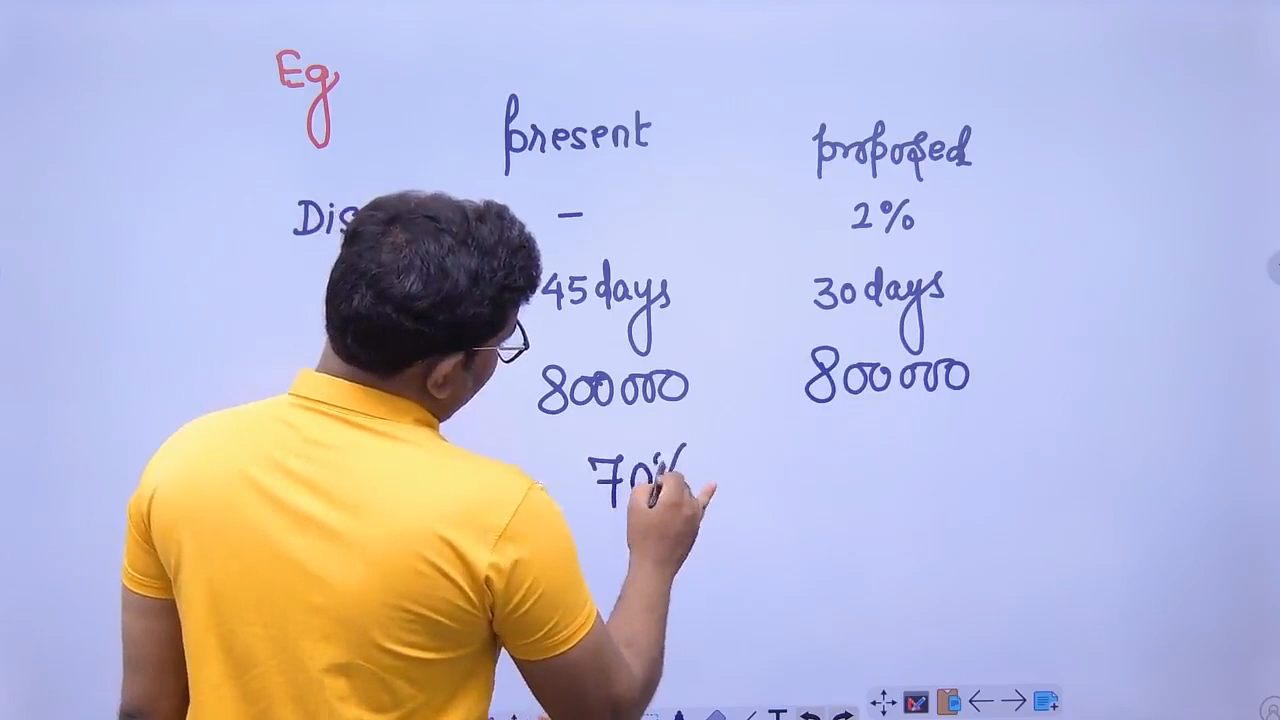 Eg
present proposed
Dis - 2%
45 days 30 days
800000 800000
70%